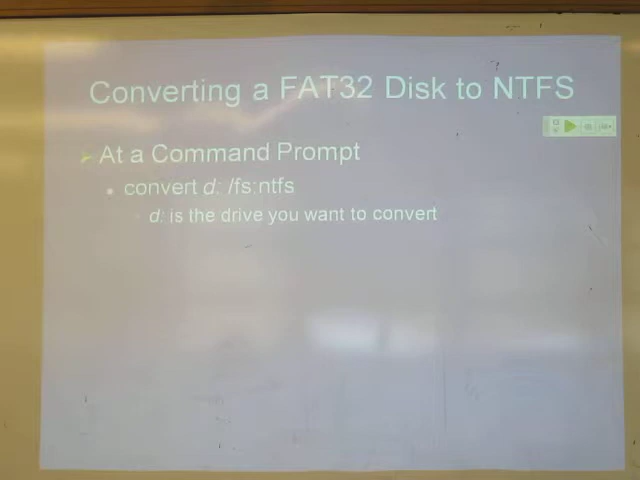 Converting a FAT32 Disk to NTFS
At a Command Prompt
convert d: /fs:ntfs
d: is the drive you want to convert